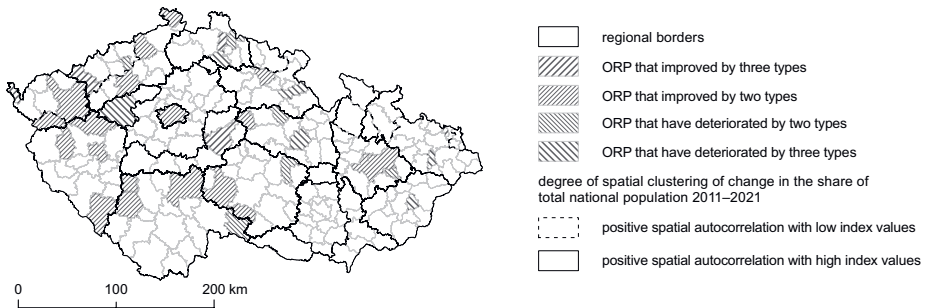 regional borders
ORP that improved by three types
ORP that improved by two types
ORP that have deteriorated by two types
ORP that have deteriorated by three types
degree of spatial clustering of change in the share of
total national population 2011–2021
positive spatial autocorrelation with low index values
positive spatial autocorrelation with high index values
0 100 200 km